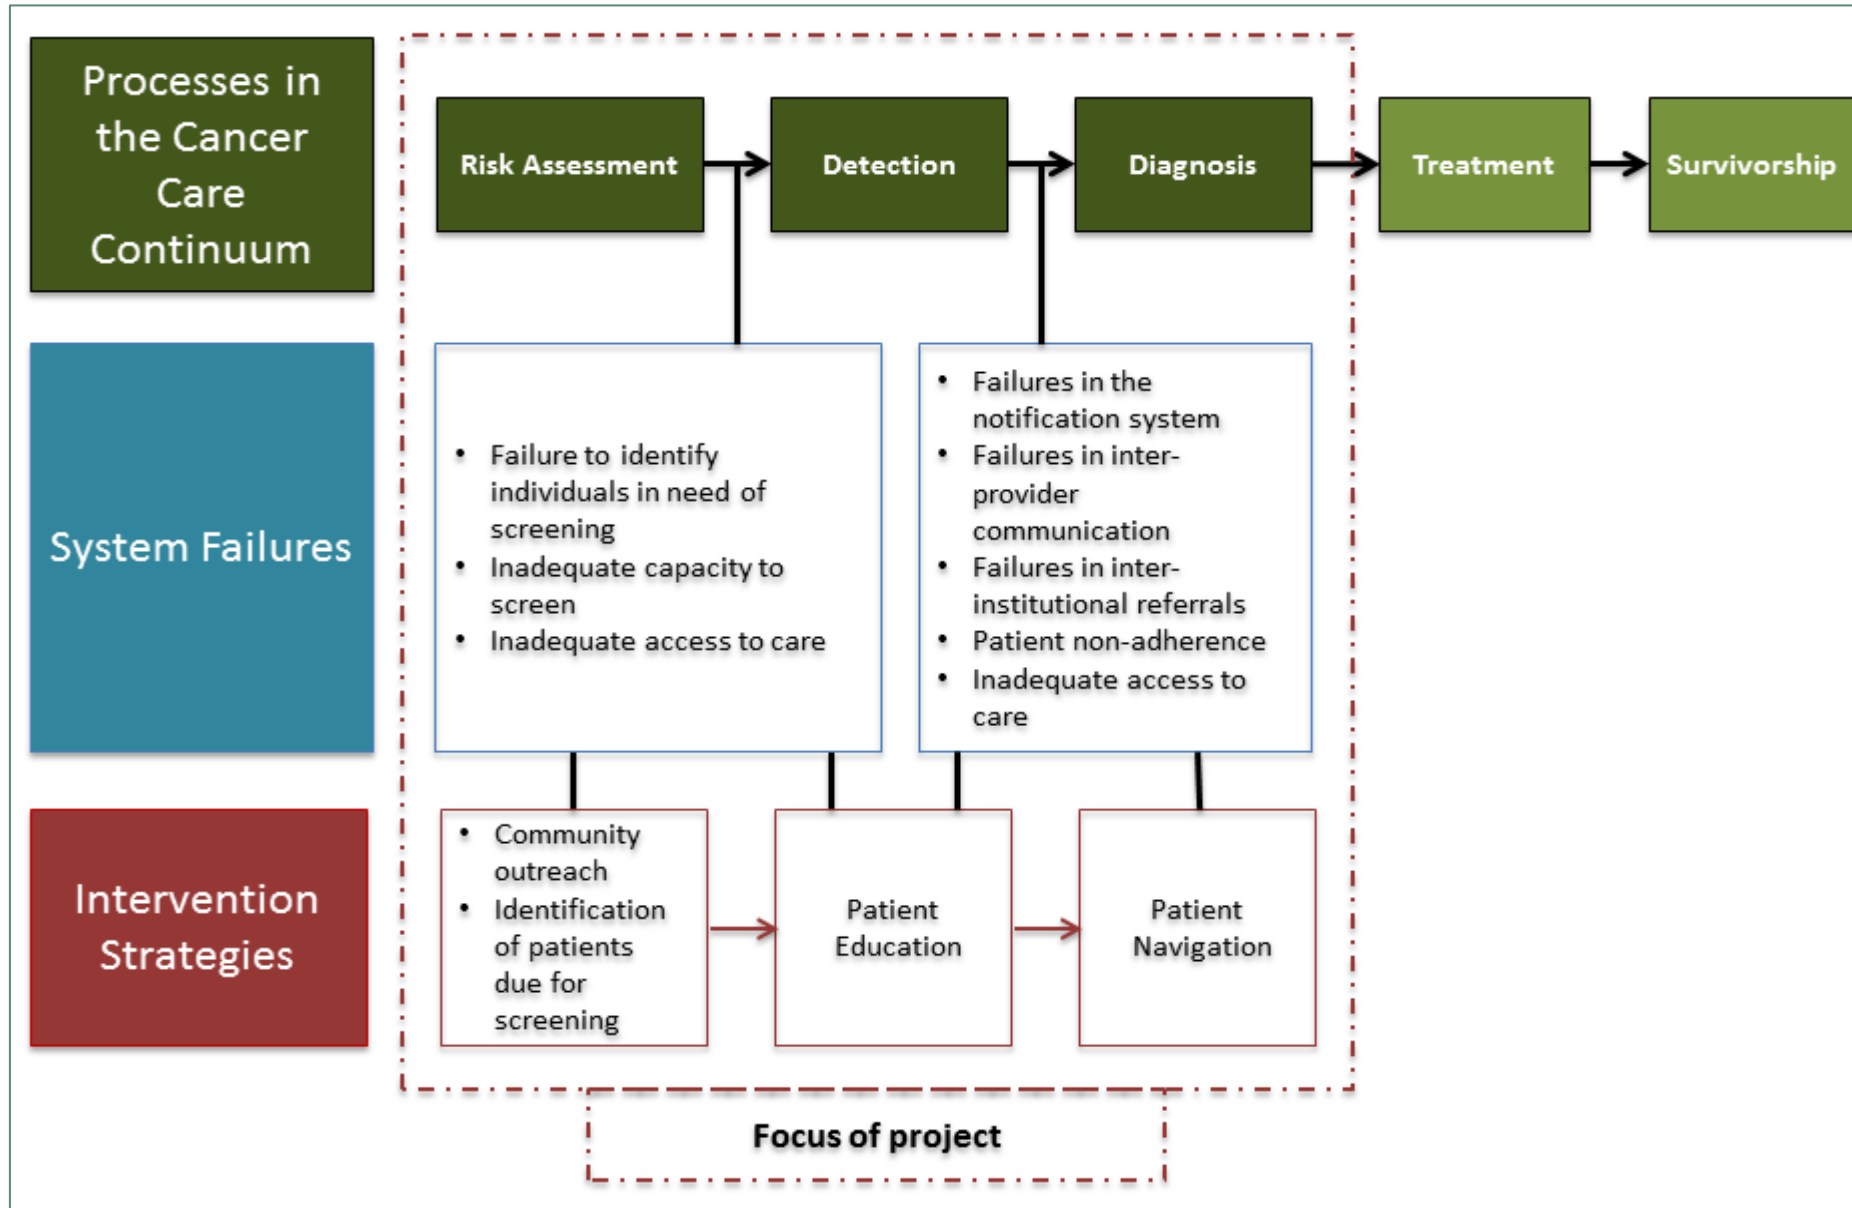 Processes in
the Cancer
Care
Continuum
Risk Assessment
Detection
Diagnosis
Treatment
Survivorship
System Failures
• Failure to identify
individuals in need of
screening
• Inadequate capacity to
screen
• Inadequate access to care
• Failures in the
notification system
• Failures in inter-
provider
communication
• Failures in inter-
institutional referrals
• Patient non-adherence
• Inadequate access to
care
Intervention
Strategies
• Community
outreach
• Identification
of patients
due for
screening
Patient
Education
Patient
Navigation
Focus of project